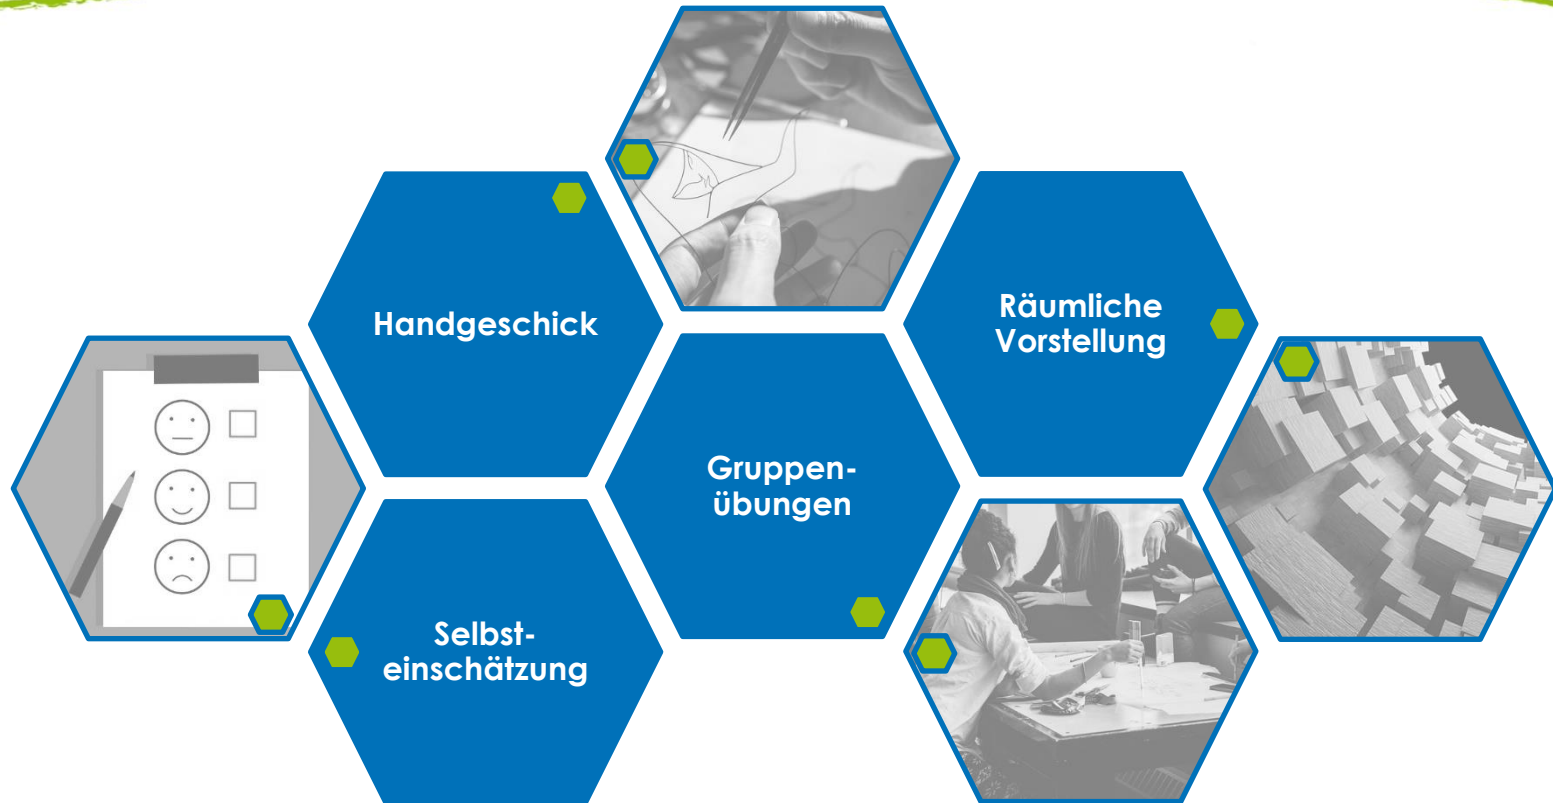 Handgeschick
Räumliche
Vorstellung
Gruppen-
übungen
Selbst-
einschätzung